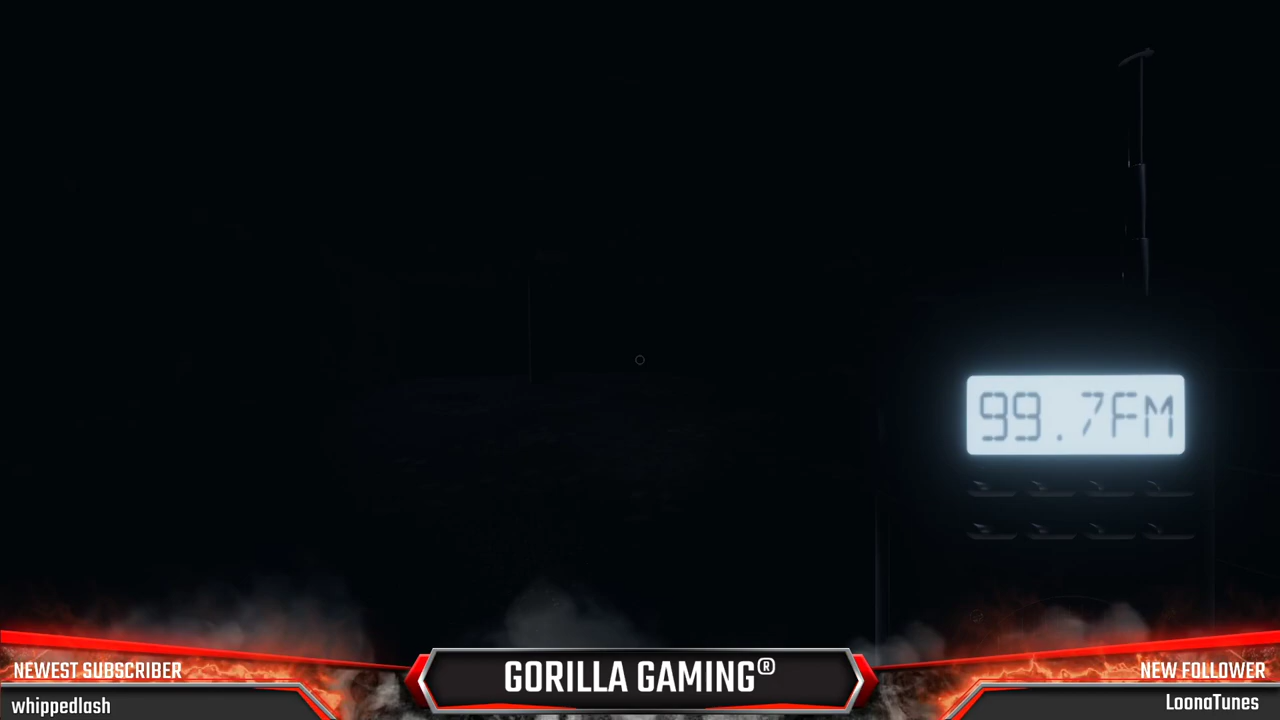 99.7FM
GORILLA GAMING®
NEWEST SUBSCRIBER
NEW FOLLOWER
whippedlash
LoonaTunes